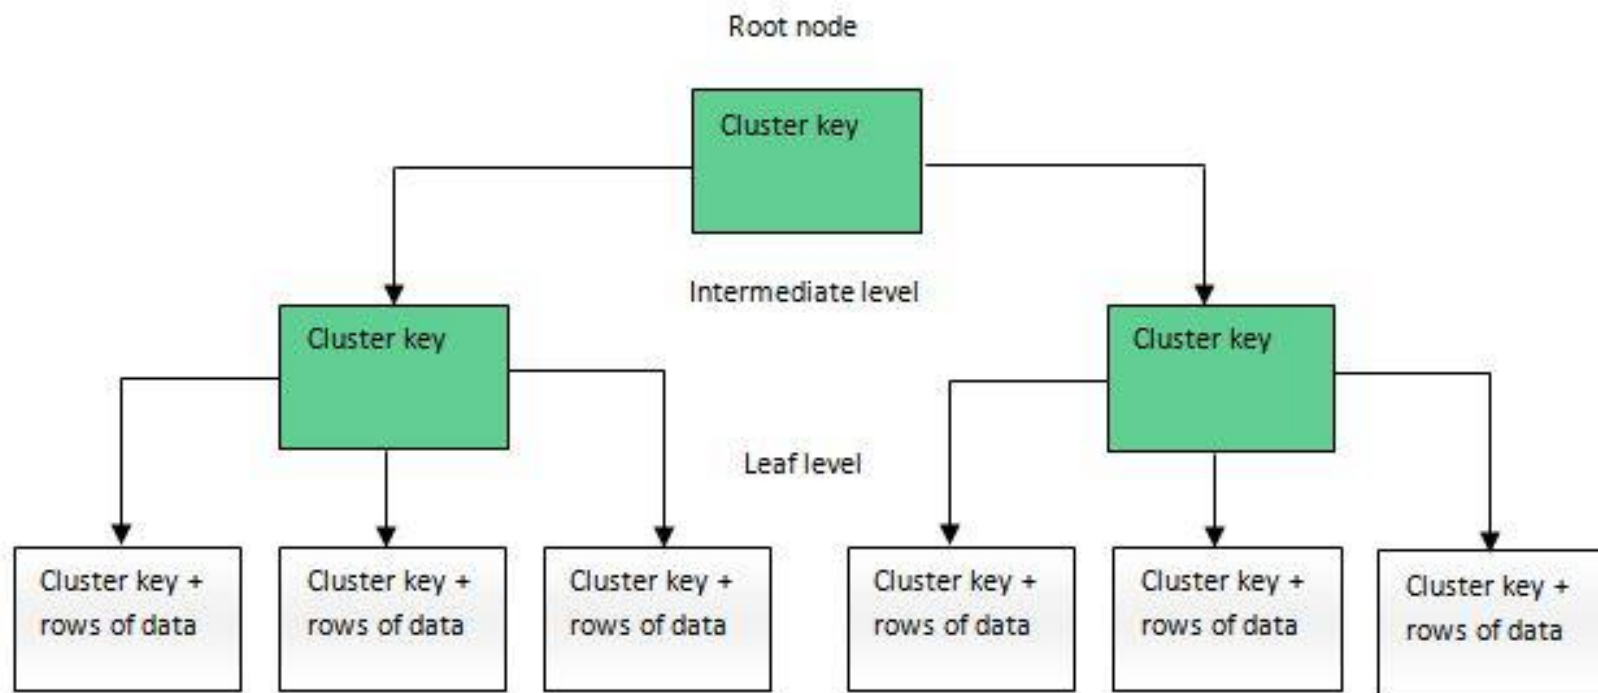 Root node
Cluster key
Intermediate level
Cluster key
Cluster key
Leaf level
Cluster key +
rows of data
Cluster key +
rows of data
Cluster key +
rows of data
Cluster key +
rows of data
Cluster key +
rows of data
Cluster key +
rows of data